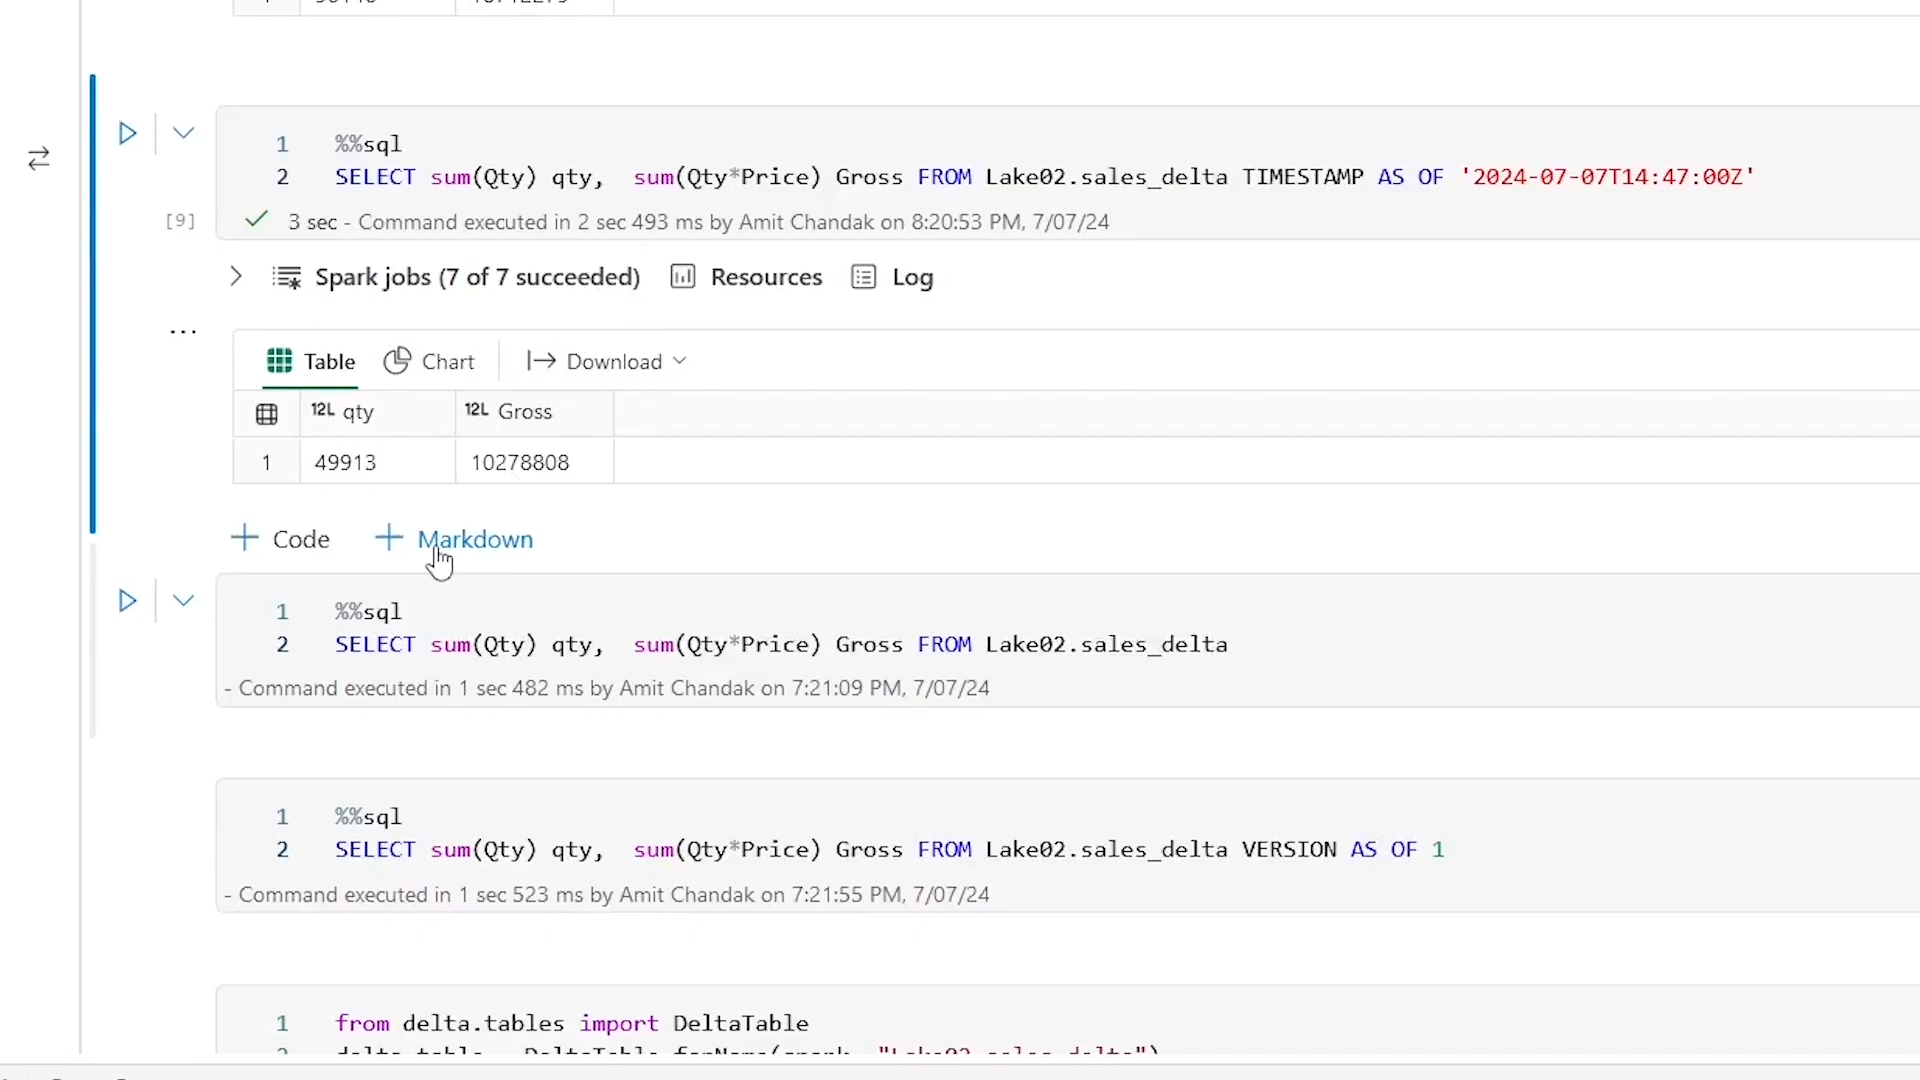 1 %%sql
2 SELECT sum(Qty) qty,  sum(Qty*Price) Gross FROM Lake02.sales_delta TIMESTAMP AS OF '2024-07-07T14:47:00Z'
[9] 3 sec - Command executed in 2 sec 493 ms by Amit Chandak on 8:20:53 PM, 7/07/24
Spark jobs (7 of 7 succeeded) Resources Log
...
Table Chart Download
12L qty 12L Gross
1 49913 10278808
+ Code + Markdown
1 %%sql
2 SELECT sum(Qty) qty,  sum(Qty*Price) Gross FROM Lake02.sales_delta
- Command executed in 1 sec 482 ms by Amit Chandak on 7:21:09 PM, 7/07/24
1 %%sql
2 SELECT sum(Qty) qty,  sum(Qty*Price) Gross FROM Lake02.sales_delta VERSION AS OF 1
- Command executed in 1 sec 523 ms by Amit Chandak on 7:21:55 PM, 7/07/24
1 from delta.tables import DeltaTable